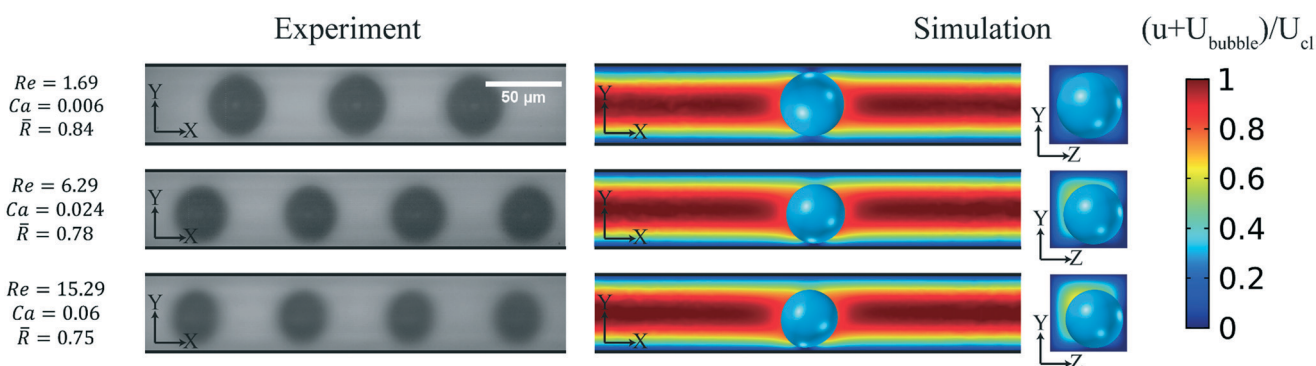 Experiment
Simulation
(u+U_bubble)/U_cl
Re = 1.69
Ca = 0.006
R̄ = 0.84
Y
X
50 μm
Y
X
Y
Z
Re = 6.29
Ca = 0.024
R̄ = 0.78
Y
X
Y
X
Y
Z
Re = 15.29
Ca = 0.06
R̄ = 0.75
Y
X
Y
X
Y
Z
1
0.8
0.6
0.4
0.2
0